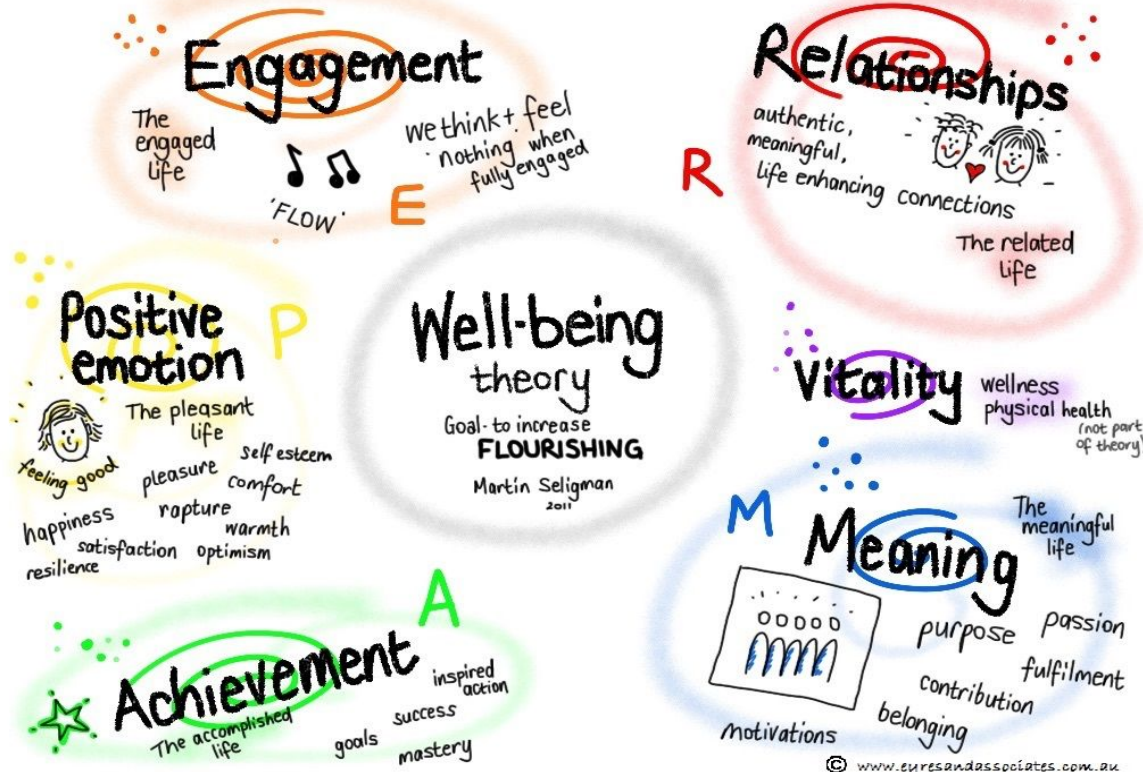 Engagement
The
engaged
life
'FLOW'
we think + feel
nothing when
fully engaged
E
Relationships
authentic,
meaningful,
life enhancing connections
The related
life
R
Positive
emotion
P
The pleasant
life
feeling good
pleasure
self esteem
comfort
happiness
rapture
warmth
satisfaction
optimism
resilience
Well-being
theory
Goal - to increase
FLOURISHING
Martin Seligman
2011
Vitality
wellness
physical health
(not part
of theory)
M
Meaning
The
meaningful
life
purpose
passion
fulfilment
contribution
belonging
motivations
A
Achievement
The accomplished
life
inspired
action
success
goals
mastery
© www.euresandassociates.com.au